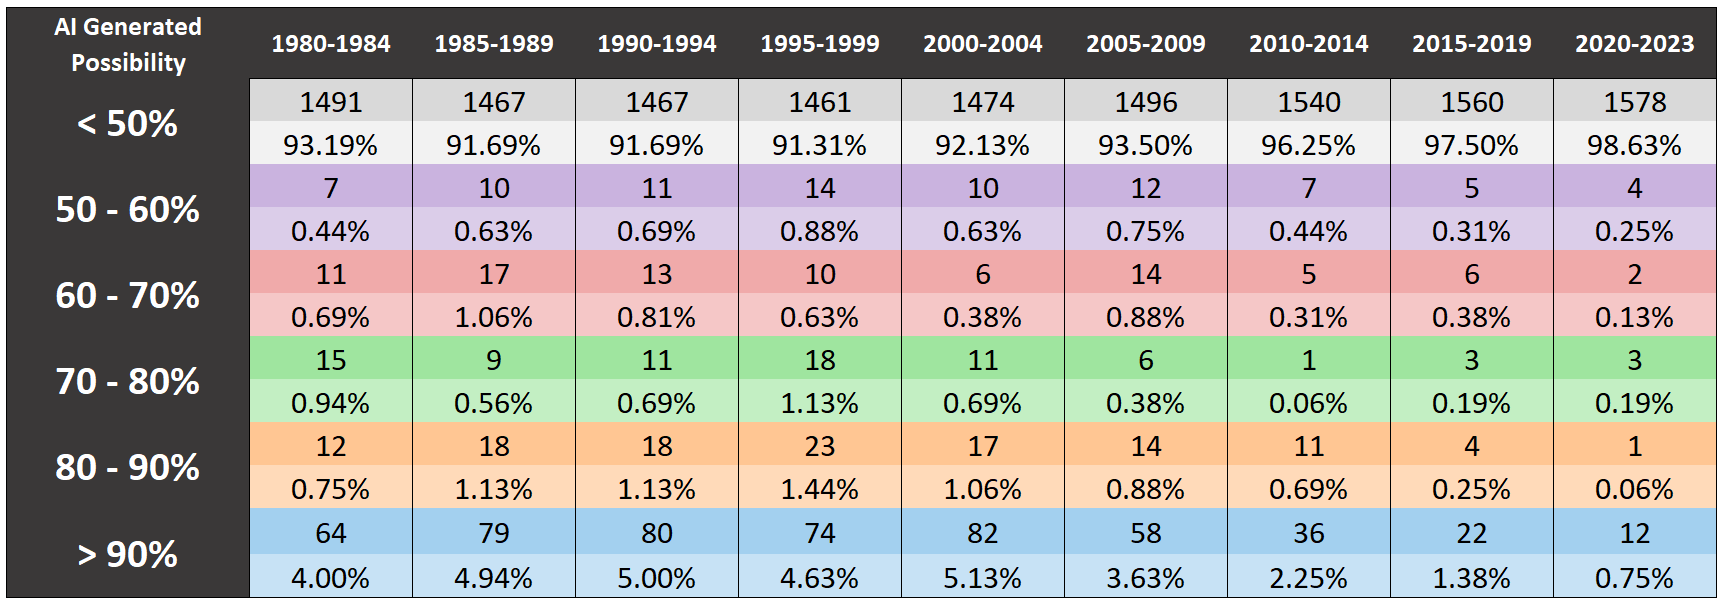 AI Generated
Possibility 1980-1984 1985-1989 1990-1994 1995-1999 2000-2004 2005-2009 2010-2014 2015-2019 2020-2023
< 50% 1491 1467 1467 1461 1474 1496 1540 1560 1578
93.19% 91.69% 91.69% 91.31% 92.13% 93.50% 96.25% 97.50% 98.63%
50 - 60% 7 10 11 14 10 12 7 5 4
0.44% 0.63% 0.69% 0.88% 0.63% 0.75% 0.44% 0.31% 0.25%
60 - 70% 11 17 13 10 6 14 5 6 2
0.69% 1.06% 0.81% 0.63% 0.38% 0.88% 0.31% 0.38% 0.13%
70 - 80% 15 9 11 18 11 6 1 3 3
0.94% 0.56% 0.69% 1.13% 0.69% 0.38% 0.06% 0.19% 0.19%
80 - 90% 12 18 18 23 17 14 11 4 1
0.75% 1.13% 1.13% 1.44% 1.06% 0.88% 0.69% 0.25% 0.06%
> 90% 64 79 80 74 82 58 36 22 12
4.00% 4.94% 5.00% 4.63% 5.13% 3.63% 2.25% 1.38% 0.75%